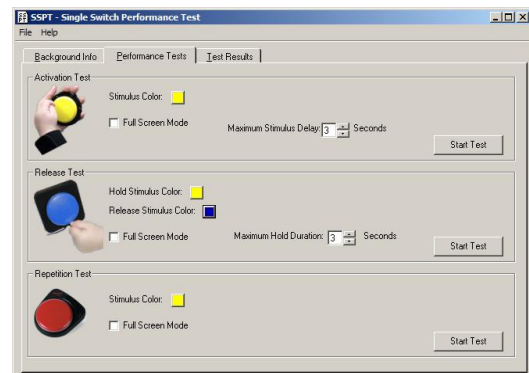 SSPT - Single Switch Performance Test
File Help
Background Info Performance Tests Test Results
Activation Test
Stimulus Color:
Full Screen Mode
Maximum Stimulus Delay: 3 Seconds
Start Test
Release Test
Hold Stimulus Color:
Release Stimulus Color:
Full Screen Mode
Maximum Hold Duration: 3 Seconds
Start Test
Repetition Test
Stimulus Color:
Full Screen Mode
Start Test